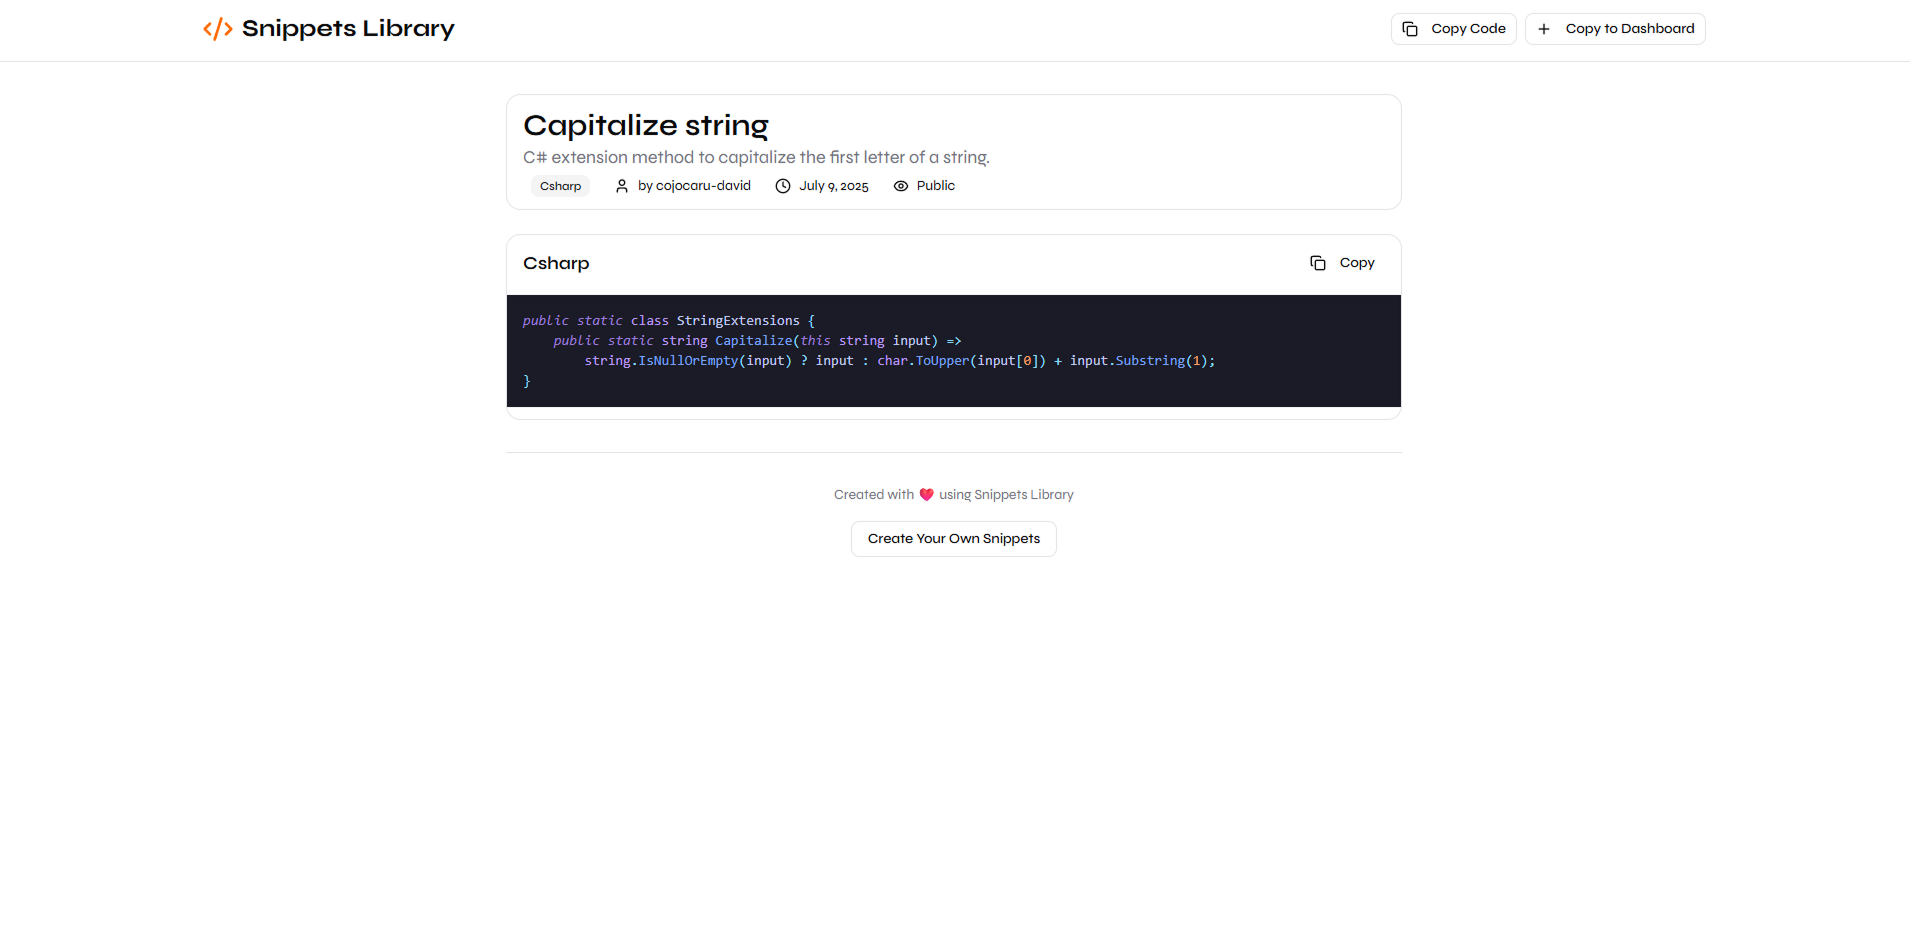 Snippets Library
Copy Code
Copy to Dashboard
Capitalize string
C# extension method to capitalize the first letter of a string.
Csharp by cojocaru-david July 9, 2025 Public
Csharp
Copy
public static class StringExtensions {
    public static string Capitalize(this string input) =>
        string.IsNullOrEmpty(input) ? input : char.ToUpper(input[0]) + input.Substring(1);
}
Created with ❤️ using Snippets Library
Create Your Own Snippets